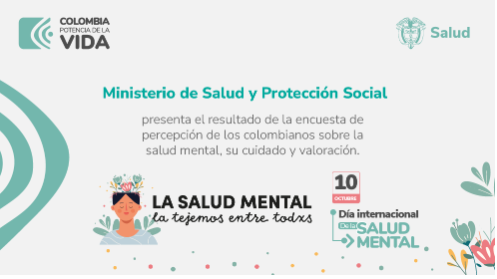 COLOMBIA
POTENCIA DE LA
VIDA
Salud
Ministerio de Salud y Protección Social
presenta el resultado de la encuesta de
percepción de los colombianos sobre la
salud mental, su cuidado y valoración.
LA SALUD MENTAL
la tejemos entre todxs
10
OCTUBRE
Día internacional
DE LA
SALUD
MENTAL